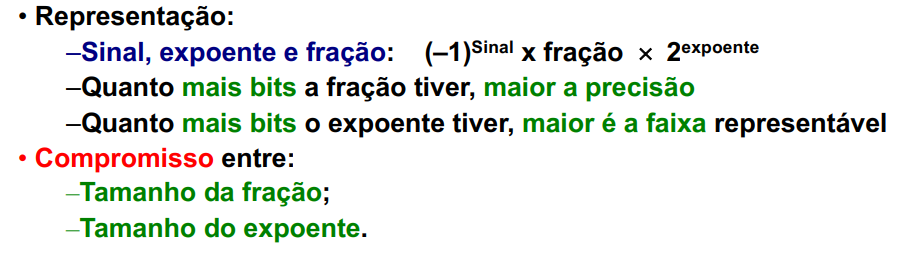 • Representação:
–Sinal, expoente e fração: (–1)^Sinal x fração × 2^expoente
–Quanto mais bits a fração tiver, maior a precisão
–Quanto mais bits o expoente tiver, maior é a faixa representável
• Compromisso entre:
–Tamanho da fração;
–Tamanho do expoente.